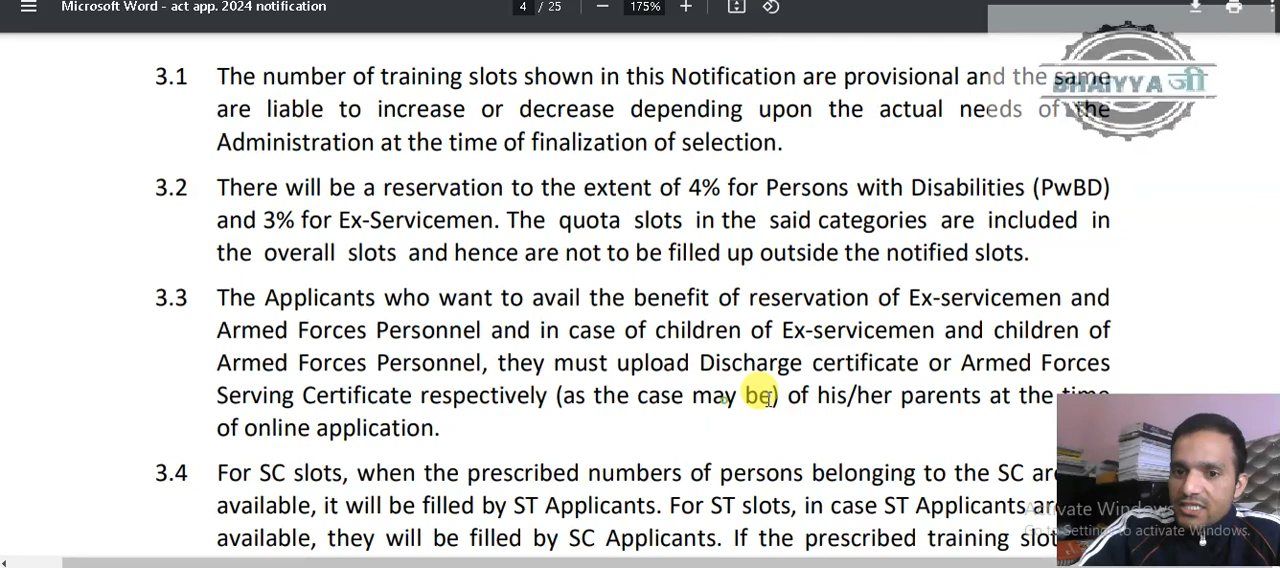 Microsoft Word - act app. 2024 notification
4 / 25
175%
BHAIYYA जी
3.1 The number of training slots shown in this Notification are provisional and the same
are liable to increase or decrease depending upon the actual needs of the
Administration at the time of finalization of selection.
3.2 There will be a reservation to the extent of 4% for Persons with Disabilities (PwBD)
and 3% for Ex-Servicemen. The quota slots in the said categories are included in
the overall slots and hence are not to be filled up outside the notified slots.
3.3 The Applicants who want to avail the benefit of reservation of Ex-servicemen and
Armed Forces Personnel and in case of children of Ex-servicemen and children of
Armed Forces Personnel, they must upload Discharge certificate or Armed Forces
Serving Certificate respectively (as the case may be) of his/her parents at the time
of online application.
3.4 For SC slots, when the prescribed numbers of persons belonging to the SC are
available, it will be filled by ST Applicants. For ST slots, in case ST Applicants are
available, they will be filled by SC Applicants. If the prescribed training
Activate Windows
Go to Settings to activate Windows.